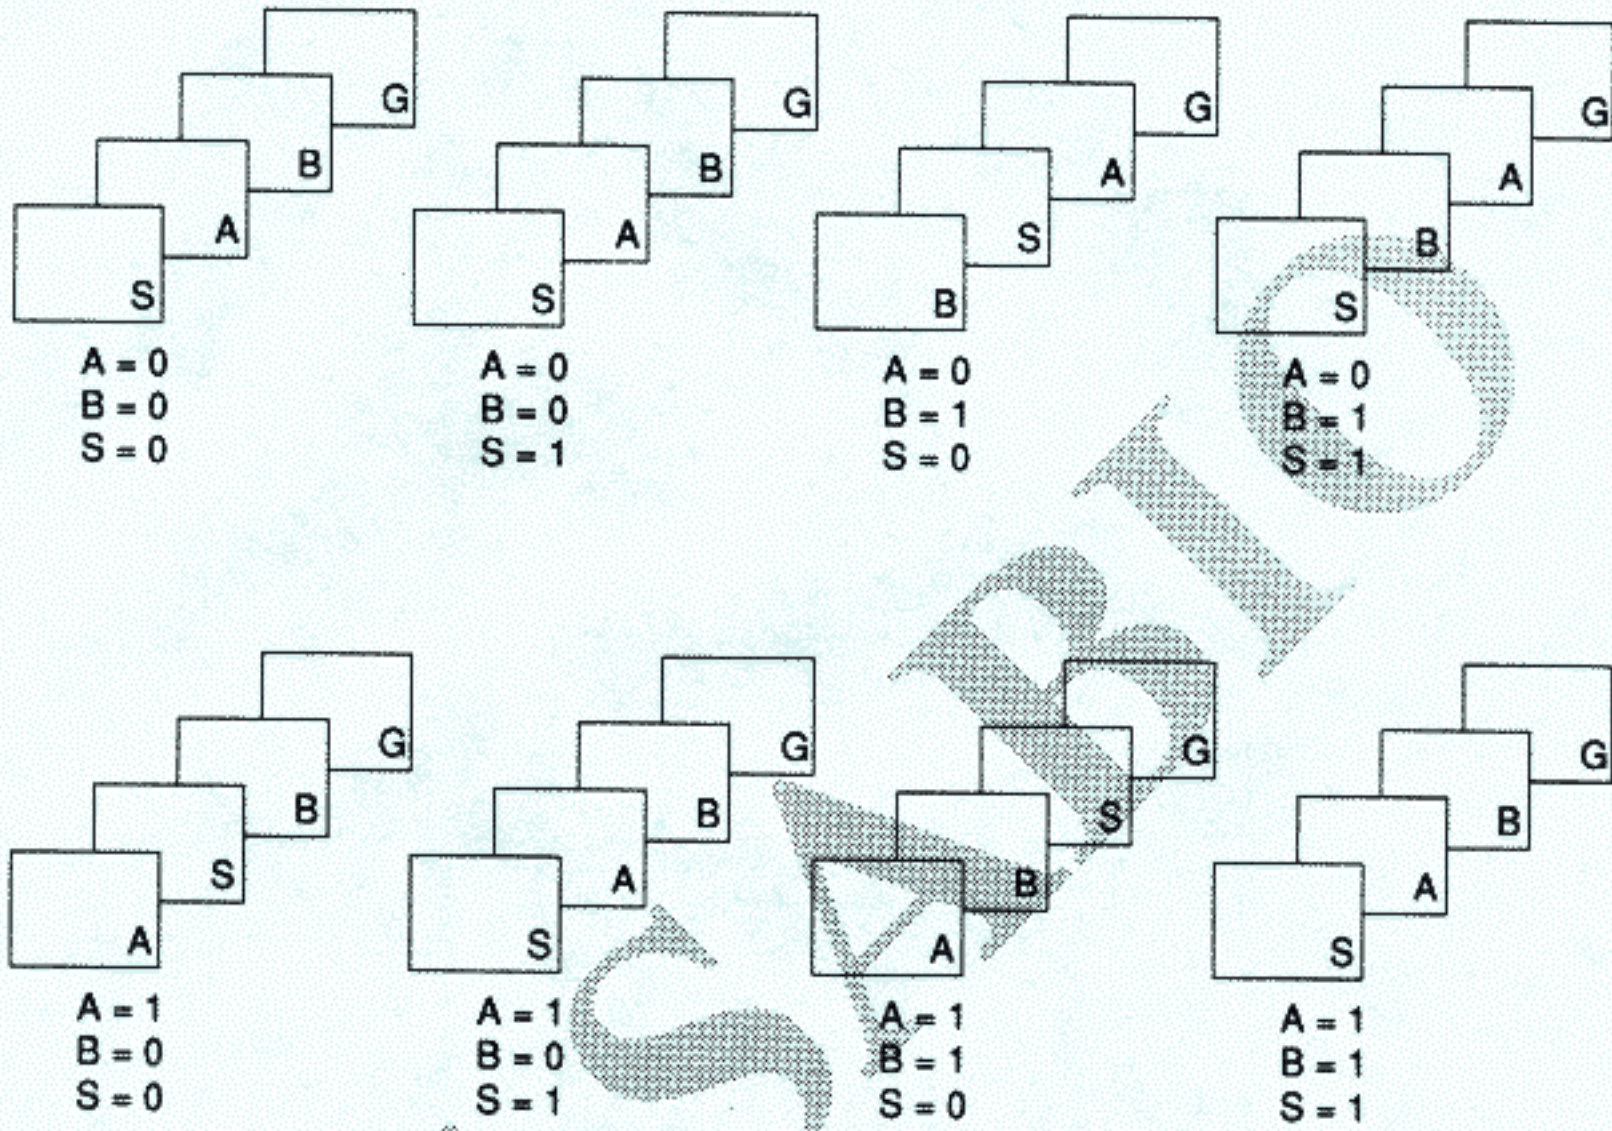 G
B
A
S
A = 0
B = 0
S = 0
G
B
A
S
A = 0
B = 0
S = 1
G
A
S
B
A = 0
B = 1
S = 0
G
A
B
S
A = 0
B = 1
S = 1
G
B
S
A
A = 1
B = 0
S = 0
G
B
A
S
A = 1
B = 0
S = 1
G
S
B
A
A = 1
B = 1
S = 0
G
B
A
S
A = 1
B = 1
S = 1
SABIO